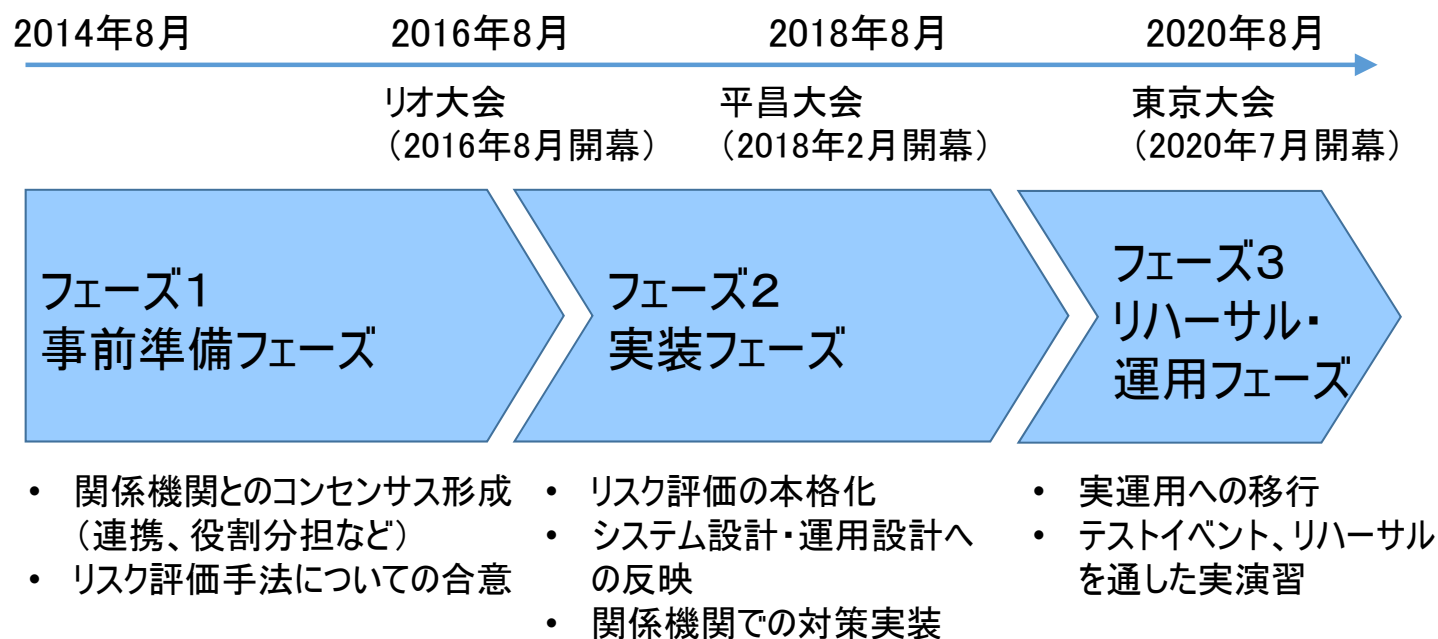 2014年8月
2016年8月
2018年8月
2020年8月
リオ大会
（2016年8月開幕）
平昌大会
（2018年2月開幕）
東京大会
（2020年7月開幕）
フェーズ１
事前準備フェーズ
フェーズ２
実装フェーズ
フェーズ３
リハーサル・
運用フェーズ
• 関係機関とのコンセンサス形成
（連携、役割分担など）
• リスク評価手法についての合意
• リスク評価の本格化
• システム設計・運用設計へ
の反映
• 関係機関での対策実装
• 実運用への移行
• テストイベント、リハーサル
を通した実演習